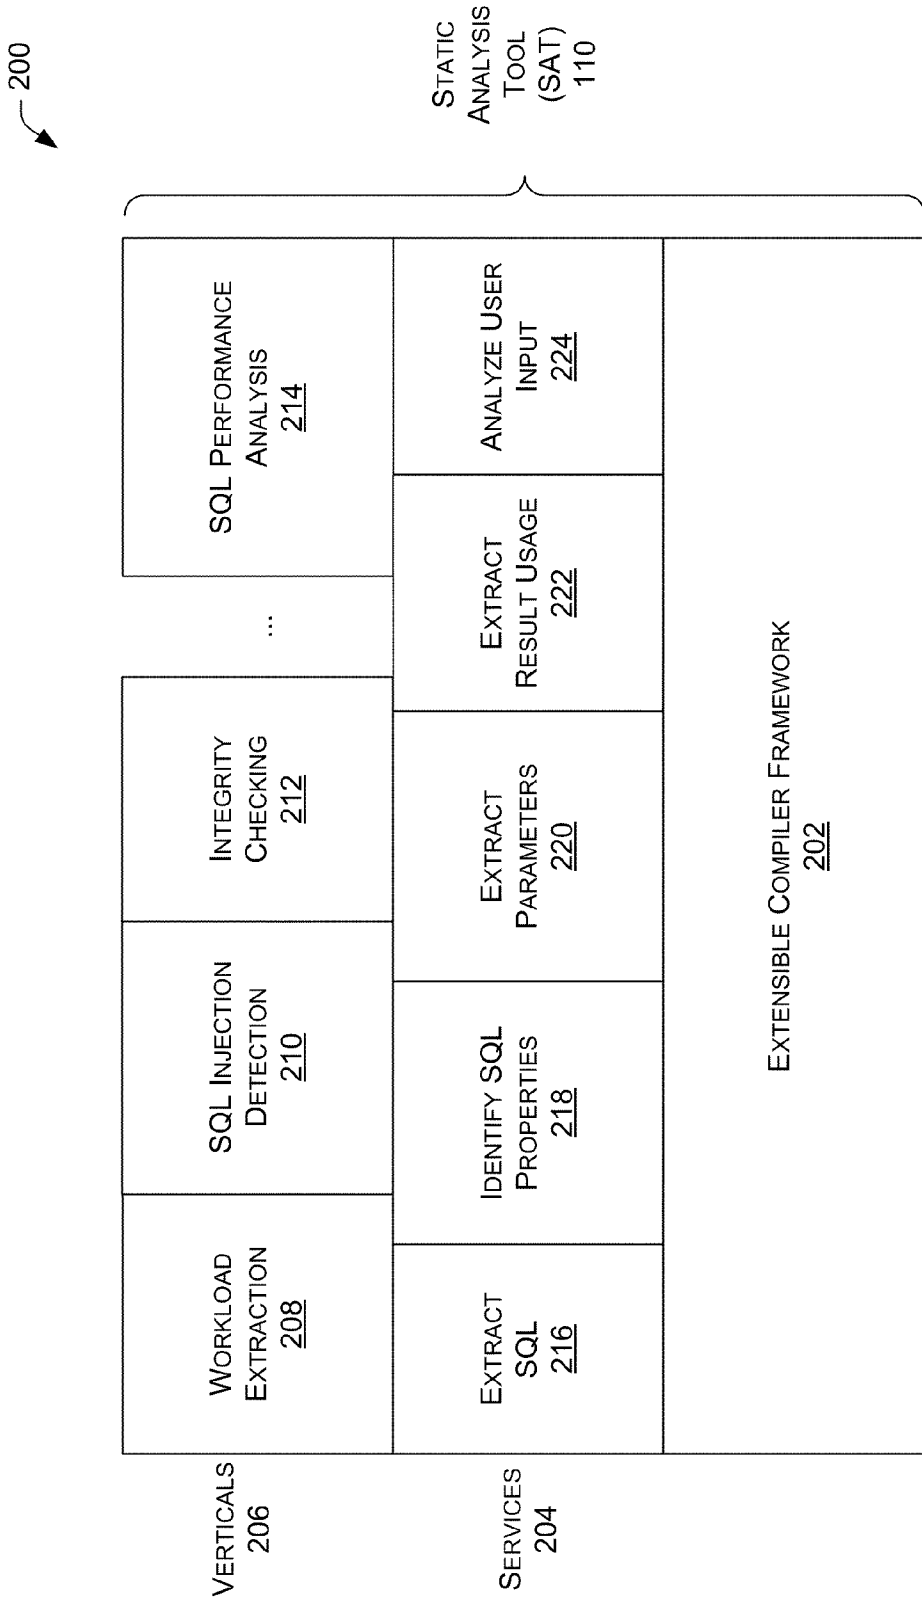 200
VERTICALS
206
WORKLOAD
EXTRACTION
208
SQL INJECTION
DETECTION
210
INTEGRITY
CHECKING
212
...
SQL PERFORMANCE
ANALYSIS
214
SERVICES
204
EXTRACT
SQL
216
IDENTIFY SQL
PROPERTIES
218
EXTRACT
PARAMETERS
220
EXTRACT
RESULT USAGE
222
ANALYZE USER
INPUT
224
EXTENSIBLE COMPILER FRAMEWORK
202
STATIC
ANALYSIS
TOOL
(SAT)
110